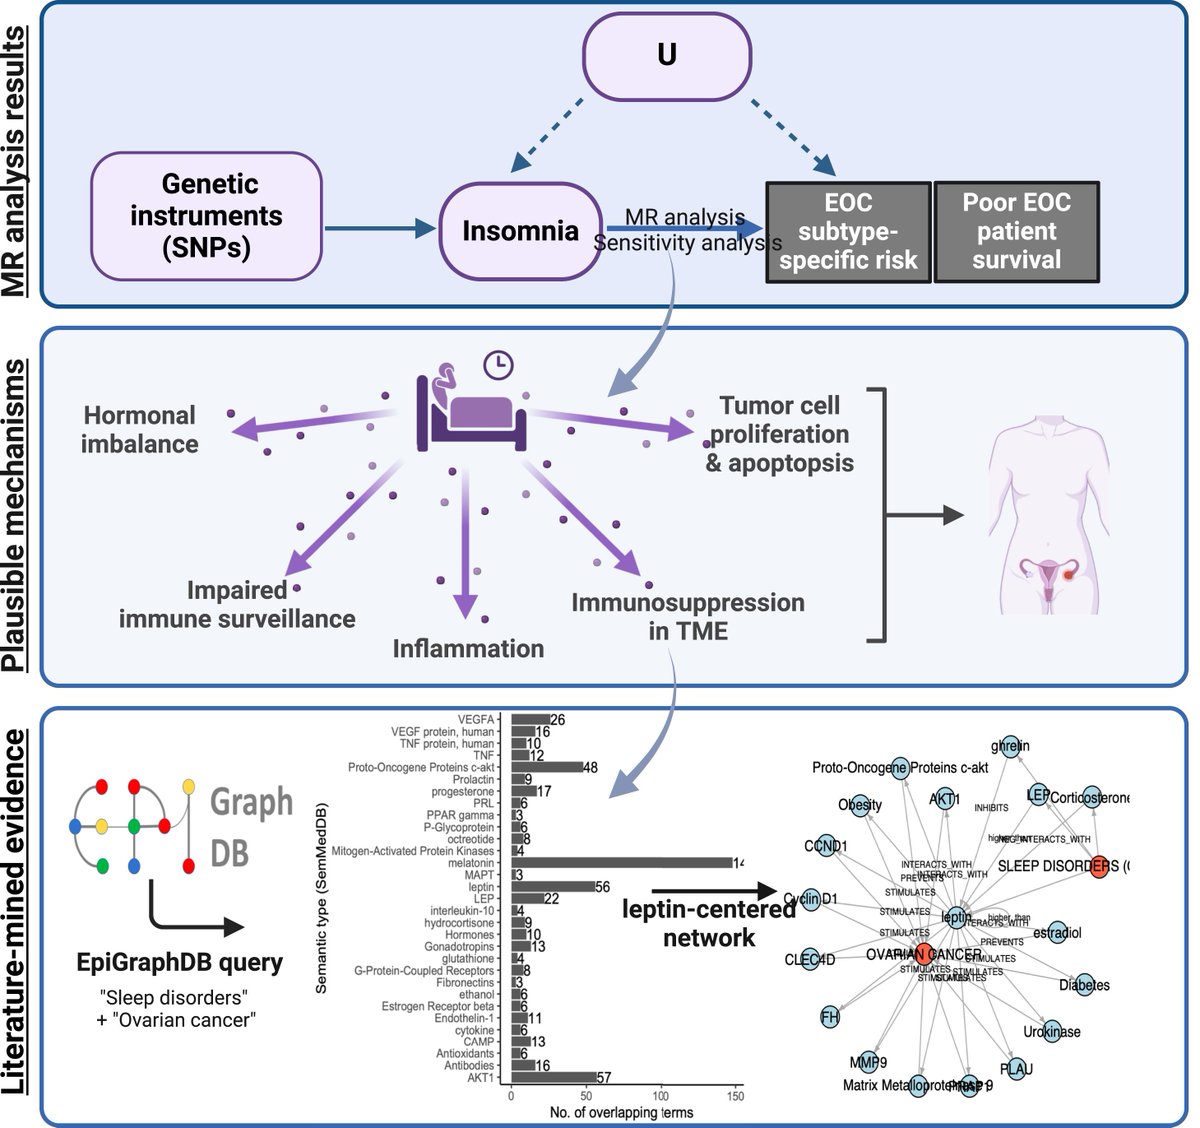 MR analysis results
U
Genetic
instruments
(SNPs)
Insomnia
MR analysis
Sensitivity analysis
EOC
subtype-
specific risk
Poor EOC
patient
survival
Plausible mechanisms
Hormonal
imbalance
Impaired
immune surveillance
Inflammation
Immunosuppression
in TME
Tumor cell
proliferation
& apoptopsis
Literature-mined evidence
Graph
DB
EpiGraphDB query
"Sleep disorders"
+ "Ovarian cancer"
Semantic type (SemMedDB)
VEGFA 26
VEGF protein, human 16
TNF protein, human 10
TNF 12
Proto-Oncogene Proteins c-akt 48
Prolactin 9
progesterone 17
PRL 6
PPAR gamma 3
P-Glycoprotein 6
octreotide 8
Mitogen-Activated Protein Kinases 4
melatonin 14
MAPT 3
leptin 56
LEP 22
interleukin-10 4
hydrocortisone 9
Hormones 10
Gonadotropins 13
glutathione 4
G-Protein-Coupled Receptors 8
Fibronectins 3
ethanol 6
Estrogen Receptor beta 6
Endothelin-1 11
cytokine 6
CAMP 13
Antioxidants 6
Antibodies 16
AKT1 57
0 50 100 150
No. of overlapping terms
leptin-centered
network
ghrelin
Proto-Oncogene Proteins c-akt
Obesity
AKT1
LEP
Corticosterone
INHIBITS
CCND1
INTERACTS_WITH
SLEEP DISORDERS (
INTERACTS_WITH
INTERACTS_WITH
PREVENTS
STIMULATES
Cyclin D1
STIMULATES
leptin
higher_than
STIMULATES
estradiol
PREVENTS
CLEC4D
OVARIAN CANCER
STIMULATES
STIMULATES
STIMULATES
Diabetes
FH
Urokinase
MMP9
PLAU
Matrix Metalloproteinase 9